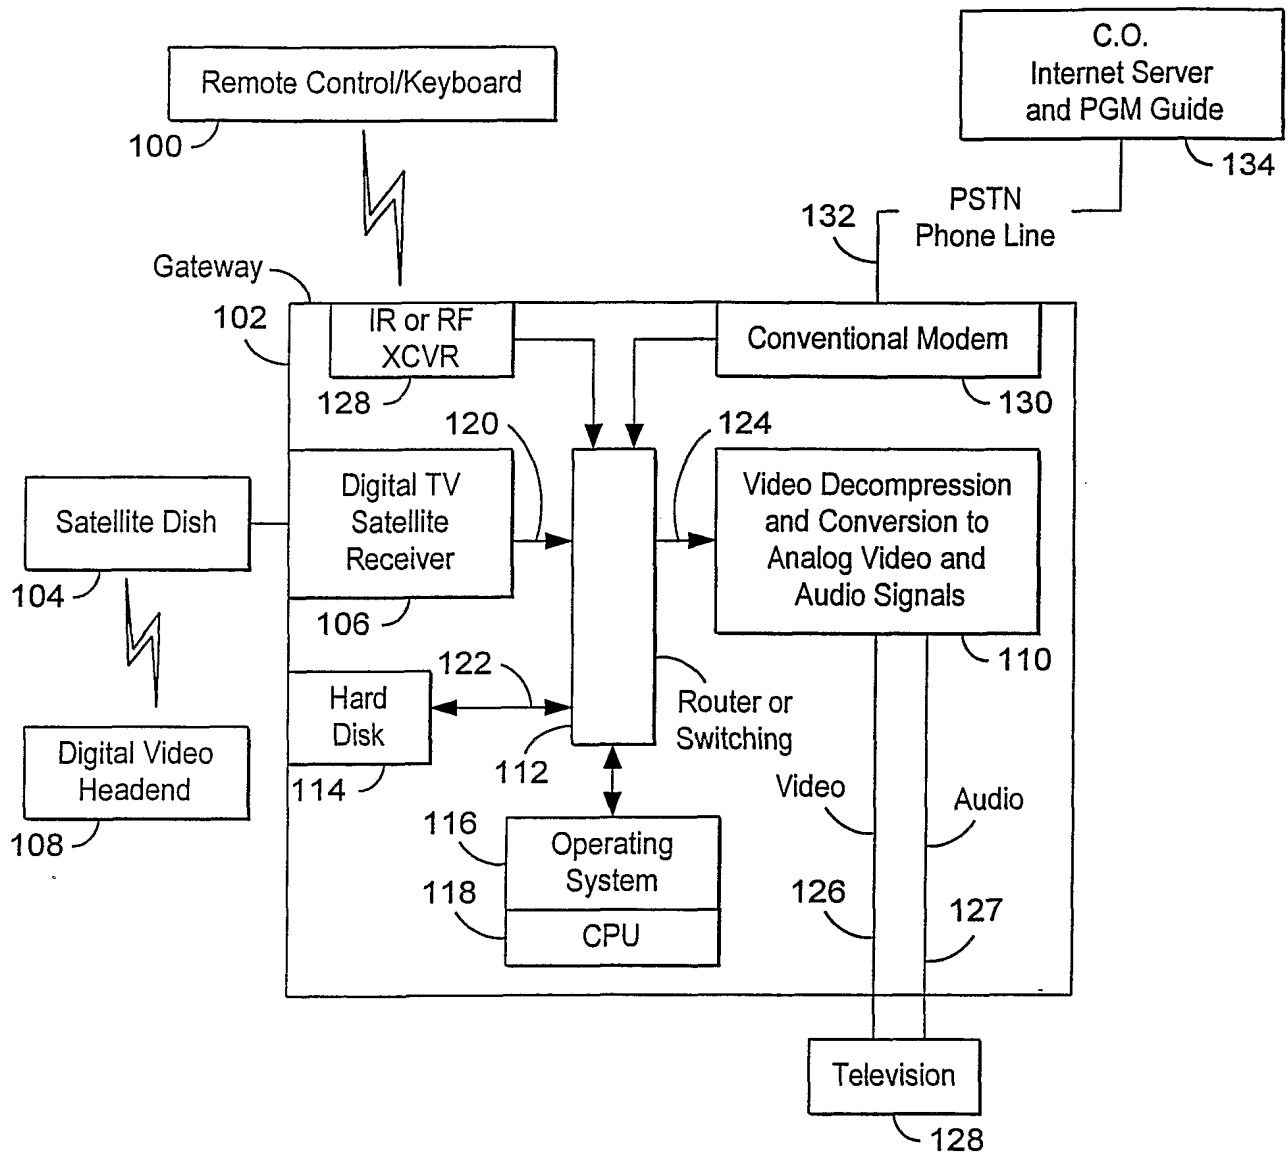 C.O.
Internet Server
and PGM Guide
134
Remote Control/Keyboard
100
PSTN
Phone Line
132
Gateway
102
IR or RF
XCVR
128
Conventional Modem
130
120
124
Digital TV
Satellite
Receiver
106
Video Decompression
and Conversion to
Analog Video and
Audio Signals
110
Satellite Dish
104
122
Hard
Disk
114
112
Router or
Switching
Digital Video
Headend
108
Video
Audio
116
Operating
System
118
CPU
126
127
Television
128